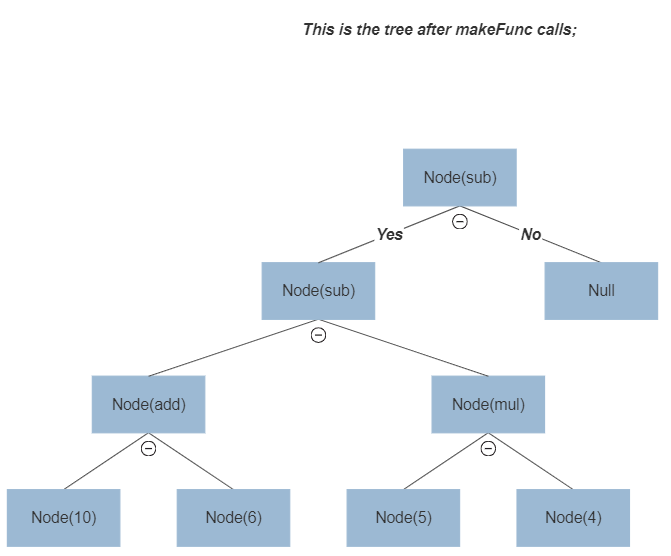 This is the tree after makeFunc calls;
Node(sub)
Yes
No
Node(sub)
Null
Node(add)
Node(mul)
Node(10)
Node(6)
Node(5)
Node(4)